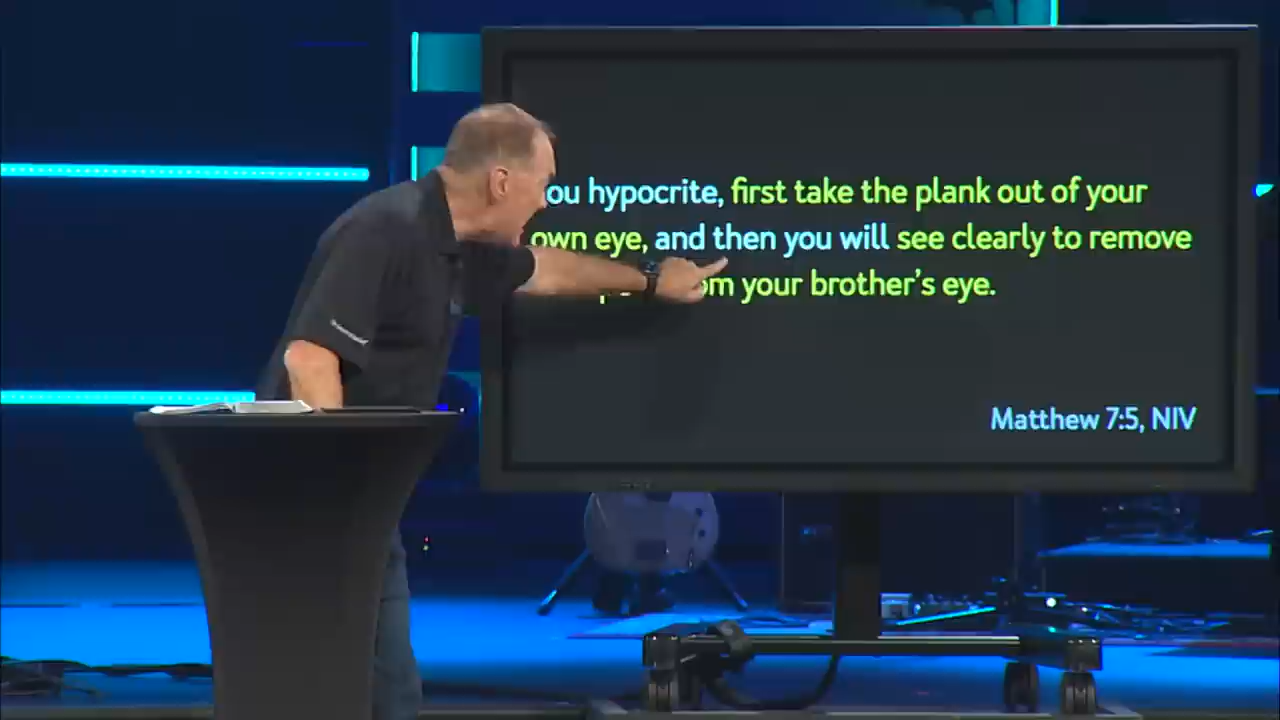 ou hypocrite, first take the plank out of your
own eye, and then you will see clearly to remove
om your brother's eye.
Matthew 7:5, NIV